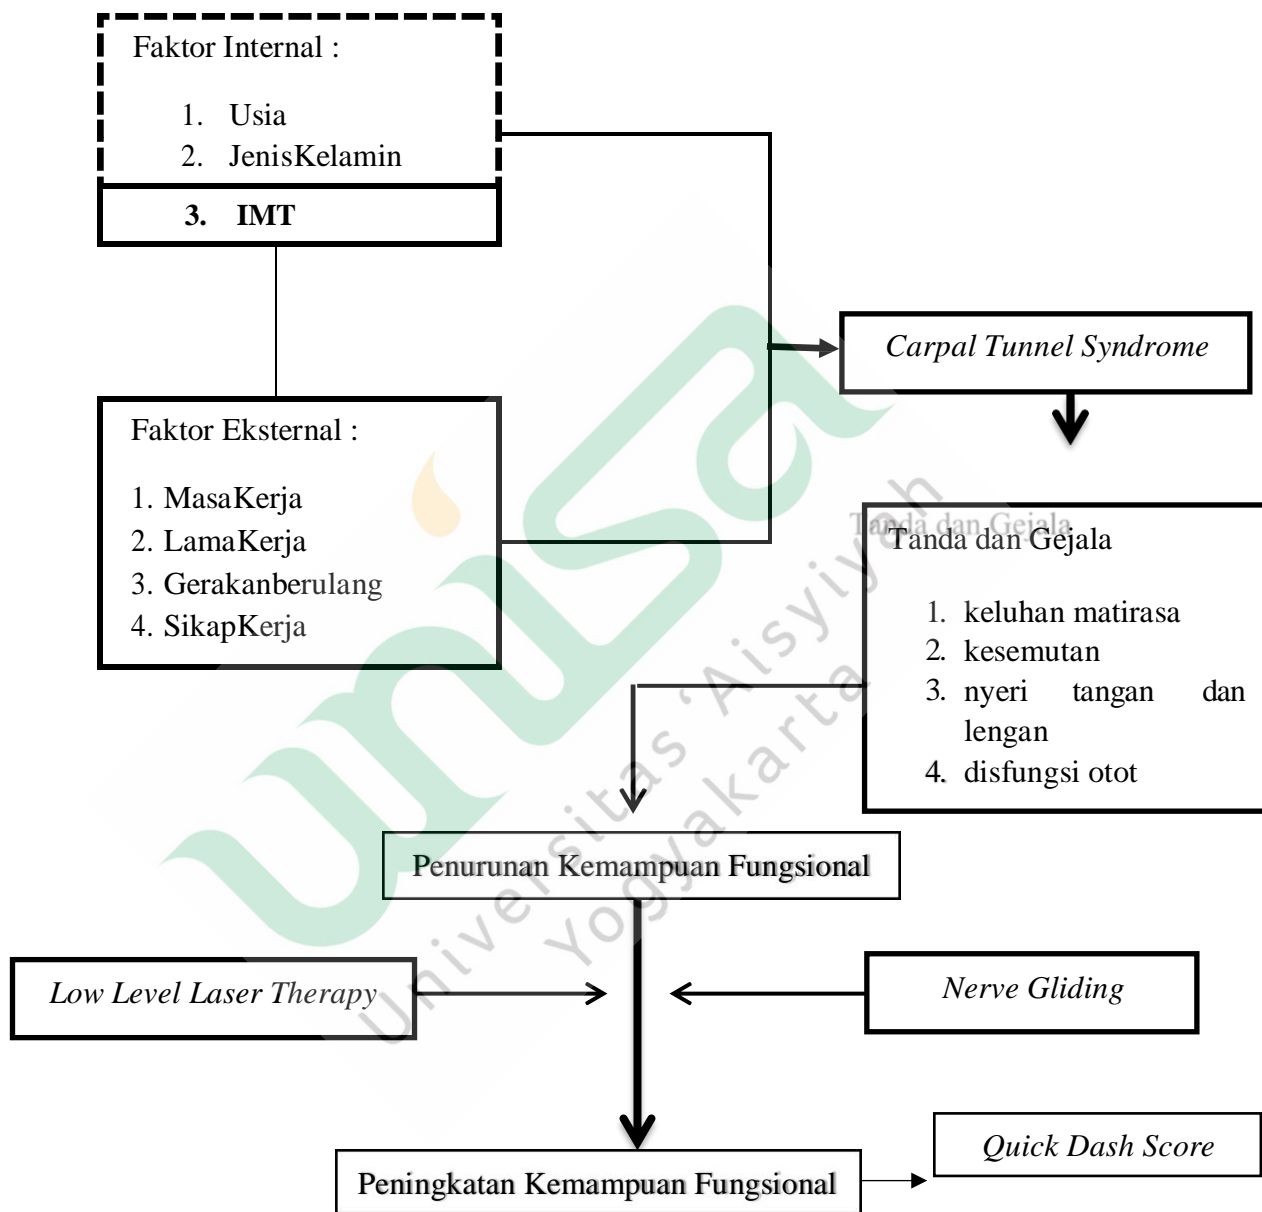 Faktor Internal :
1. Usia
2. JenisKelamin
3. IMT
Carpal Tunnel Syndrome
Faktor Eksternal :
1. MasaKerja
2. LamaKerja
3. Gerakanberulang
4. SikapKerja
Tanda dan Gejala
Tanda dan Gejala
1. keluhan matirasa
2. kesemutan
3. nyeri tangan dan
lengan
4. disfungsi otot
Penurunan Kemampuan Fungsional
Low Level Laser Therapy
Nerve Gliding
Quick Dash Score
Peningkatan Kemampuan Fungsional
unisa
Universitas ‘Aisyiyah
Yogyakarta